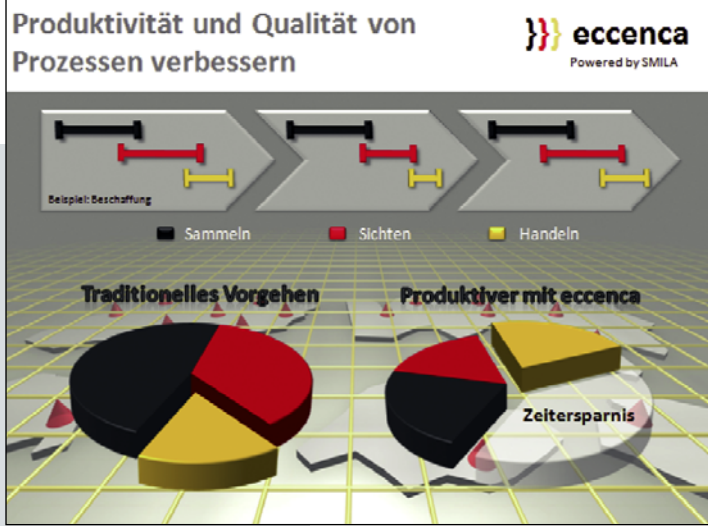 Produktivität und Qualität von
Prozessen verbessern
}}} eccenca
Powered by SMILA
Beispiel: Beschaffung
Sammeln
Sichten
Handeln
Traditionelles Vorgehen
Produktiver mit eccenca
Zeitersparnis